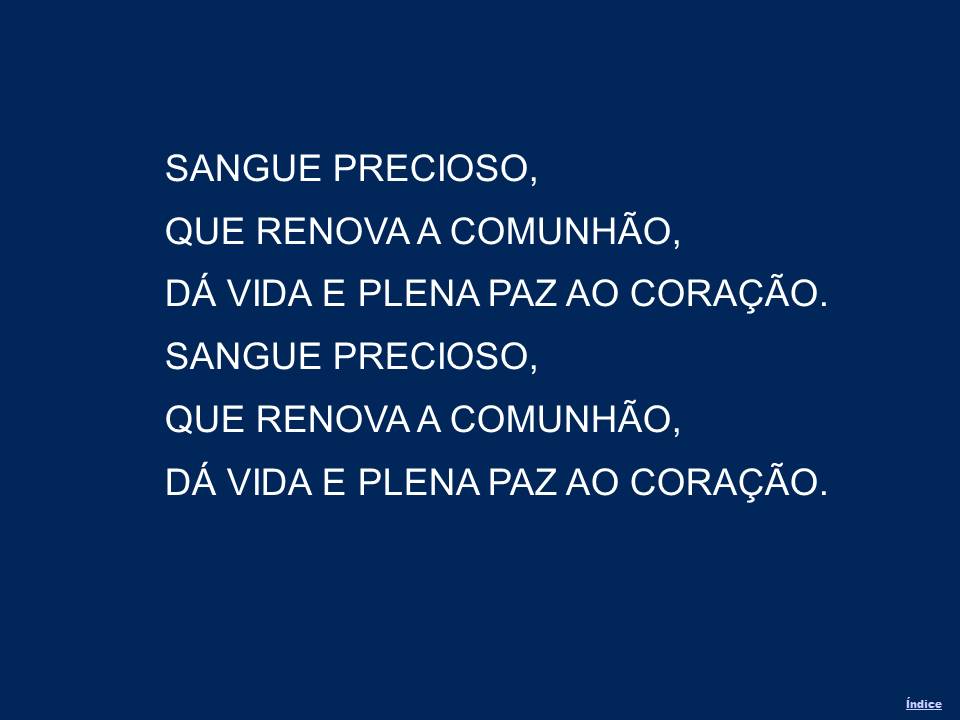 SANGUE PRECIOSO,
QUE RENOVA A COMUNHÃO,
DÁ VIDA E PLENA PAZ AO CORAÇÃO.
SANGUE PRECIOSO,
QUE RENOVA A COMUNHÃO,
DÁ VIDA E PLENA PAZ AO CORAÇÃO.
Índice